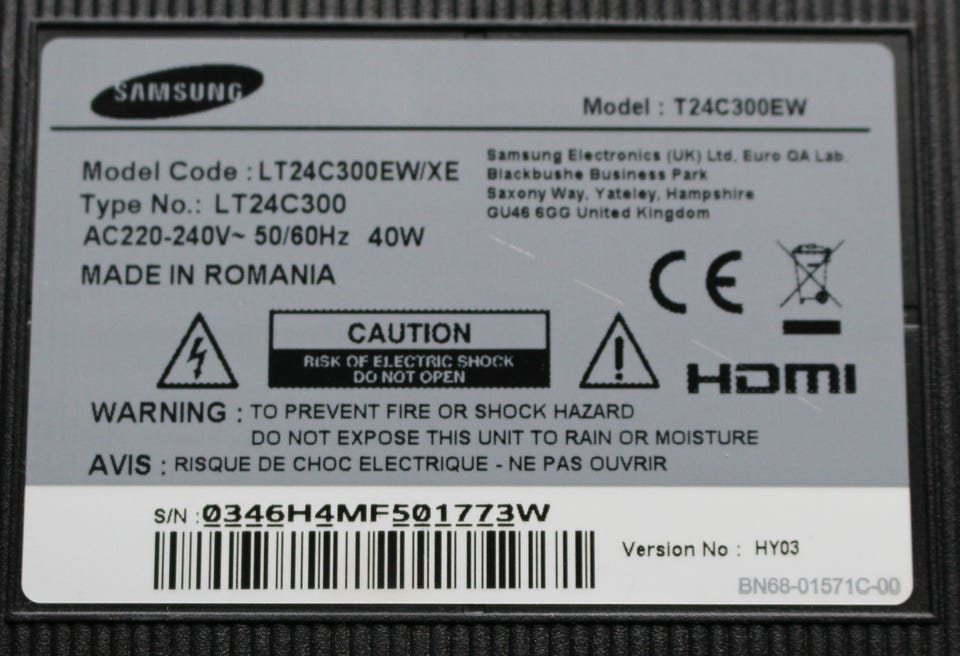 SAMSUNG
Model : T24C300EW
Model Code : LT24C300EW/XE
Type No.: LT24C300
AC220-240V~ 50/60Hz 40W
MADE IN ROMANIA
Samsung Electronics (UK) Ltd, Euro QA Lab.
Blackbushe Business Park
Saxony Way, Yateley, Hampshire
GU46 6GG United Kingdom
CE
CAUTION
RISK OF ELECTRIC SHOCK
DO NOT OPEN
HDMI
WARNING : TO PREVENT FIRE OR SHOCK HAZARD
DO NOT EXPOSE THIS UNIT TO RAIN OR MOISTURE
AVIS : RISQUE DE CHOC ELECTRIQUE - NE PAS OUVRIR
S/N : 0346H4MF501773W
Version No : HY03
BN68-01571C-00